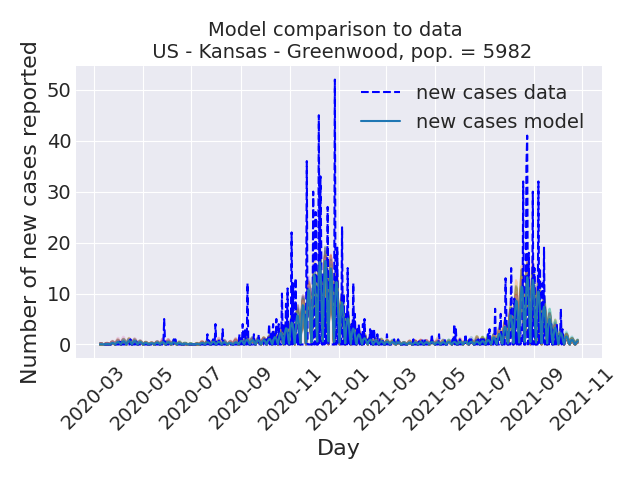 Model comparison to data
US - Kansas - Greenwood, pop. = 5982
Number of new cases reported
50
40
30
20
10
0
new cases data
new cases model
2020-03
2020-05
2020-07
2020-09
2020-11
2021-01
2021-03
2021-05
2021-07
2021-09
2021-11
Day